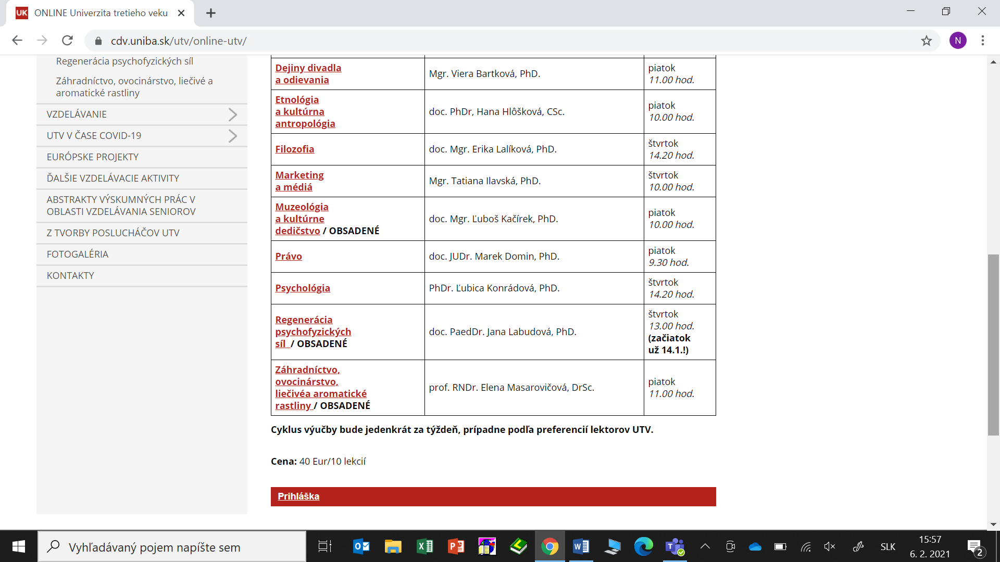 UK ONLINE Univerzita tretieho veku
cdv.uniba.sk/utv/online-utv/
N
Regenerácia psychofyzických síl
Záhradníctvo, ovocinárstvo, liečivé a
aromatické rastliny
VZDELÁVANIE
UTV V ČASE COVID-19
EURÓPSKE PROJEKTY
ĎALŠIE VZDELÁVACIE AKTIVITY
ABSTRAKTY VÝSKUMNÝCH PRÁC V
OBLASTI VZDELÁVANIA SENIOROV
Z TVORBY POSLUCHÁČOV UTV
FOTOGALÉRIA
KONTAKTY
Dejiny divadla
a odievania
Mgr. Viera Bartková, PhD.
piatok
11.00 hod.
Etnológia
a kultúrna
antropológia
doc. PhDr, Hana Hlôšková, CSc.
piatok
10.00 hod.
Filozofia
doc. Mgr. Erika Lalíková, PhD.
štvrtok
14.20 hod.
Marketing
a médiá
Mgr. Tatiana Ilavská, PhD.
štvrtok
10.00 hod.
Muzeológia
a kultúrne
dedičstvo / OBSADENÉ
doc. Mgr. Ľuboš Kačírek, PhD.
piatok
10.00 hod.
Právo
doc. JUDr. Marek Domin, PhD.
piatok
9.30 hod.
Psychológia
PhDr. Ľubica Konrádová, PhD.
štvrtok
14.20 hod.
Regenerácia
psychofyzických
síl / OBSADENÉ
doc. PaedDr. Jana Labudová, PhD.
štvrtok
13.00 hod.
(začiatok
už 14.1.!)
Záhradníctvo,
ovocinárstvo,
liečivéa aromatické
rastliny / OBSADENÉ
prof. RNDr. Elena Masarovičová, DrSc.
piatok
11.00 hod.
Cyklus výučby bude jedenkrát za týždeň, prípadne podľa preferencií lektorov UTV.
Cena: 40 Eur/10 lekcií
Prihláška
Vyhľadávaný pojem napíšte sem
SLK
15:57
6. 2. 2021
2